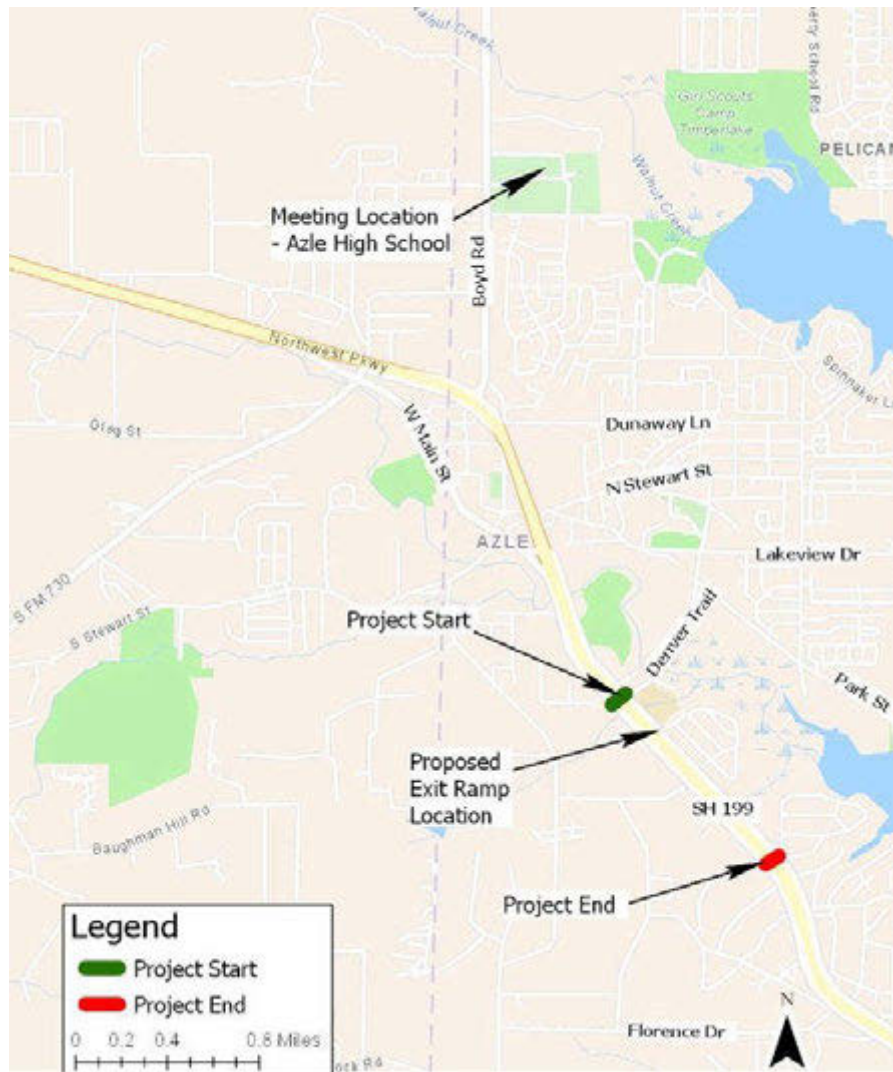 Walnut Creek
Girl Scouts
Camp
Timberlake
PELICAN
Walnut Creek
Meeting Location
- Azle High School
Boyd Rd
Northwest Pkwy
Spinnaker
W Main St
Dunaway Ln
N Stewart St
AZLE
Lakeview Dr
S FM 730
S Stewart St
Project Start
Denver Trail
Park St
Proposed
Exit Ramp
Location
SH 199
Baughman Hill Rd
Project End
Legend
Project Start
Project End
0 0.2 0.4 0.8 Miles
N
Florence Dr
ock Rd